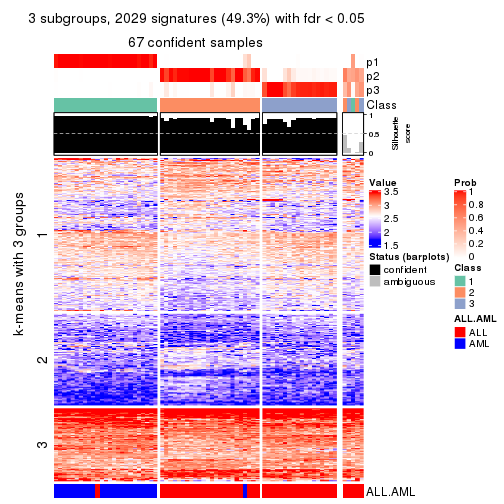 3 subgroups, 2029 signatures (49.3%) with fdr < 0.05
67 confident samples
p1
p2
p3
Class
1
0.5
0
Silhouette
score
k-means with 3 groups
1
2
3
ALL.AML
Value
3.5
3
2.5
2
1.5
Status (barplots)
confident
ambiguous
Prob
1
0.8
0.6
0.4
0.2
0
Class
1
2
3
ALL.AML
ALL
AML